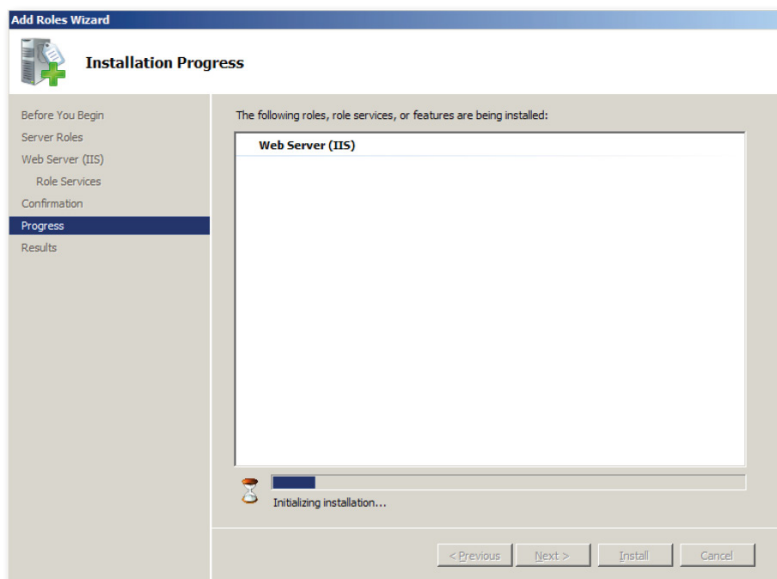 Add Roles Wizard
Installation Progress
Before You Begin
Server Roles
Web Server (IIS)
Role Services
Confirmation
Progress
Results
The following roles, role services, or features are being installed:
Web Server (IIS)
Initializing installation...
< Previous
Next >
Install
Cancel